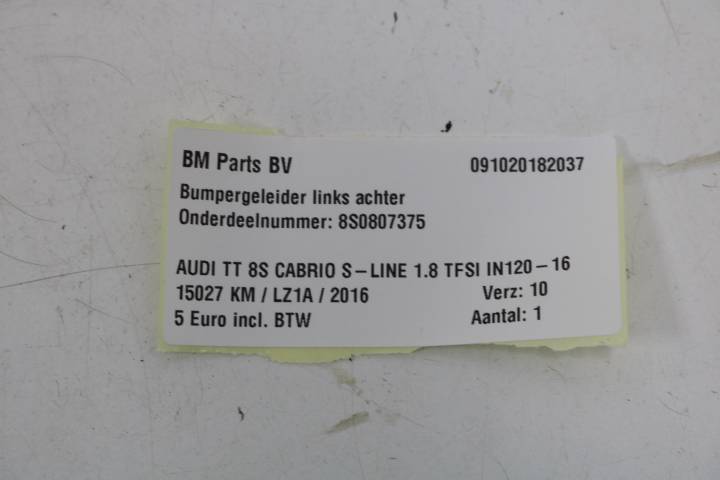 BM Parts BV 091020182037
Bumpergeleider links achter
Onderdeelnummer: 8S0807375
AUDI TT 8S CABRIO S-LINE 1.8 TFSI IN120-16
15027 KM / LZ1A / 2016 Verz: 10
5 Euro incl. BTW Aantal: 1